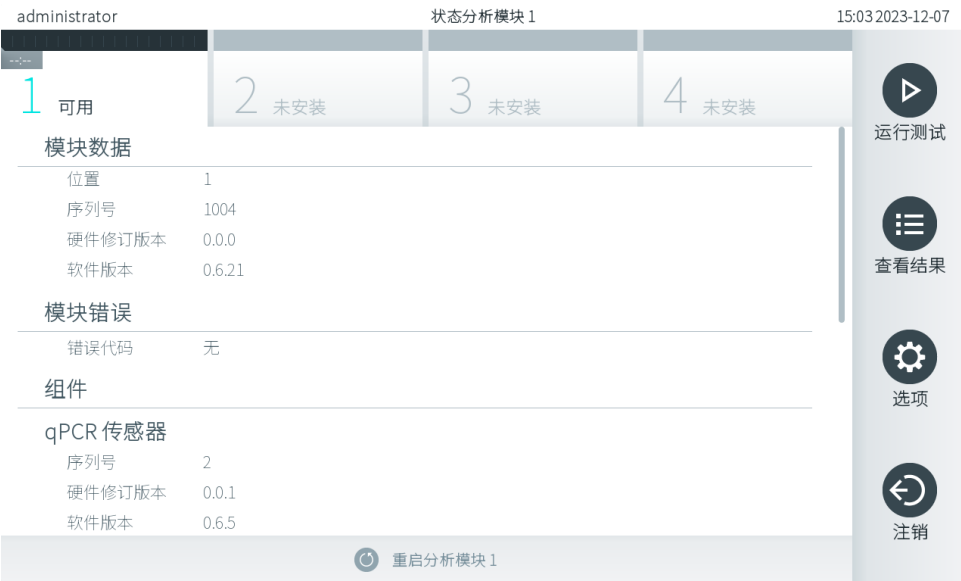 administrator 状态分析模块 1 15:03 2023-12-07
--:--
1 可用 2 未安装 3 未安装 4 未安装
运行测试
模块数据
位置 1
序列号 1004
硬件修订版本 0.0.0
软件版本 0.6.21
查看结果
模块错误
错误代码 无
组件
选项
qPCR 传感器
序列号 2
硬件修订版本 0.0.1
软件版本 0.6.5
注销
重启分析模块 1